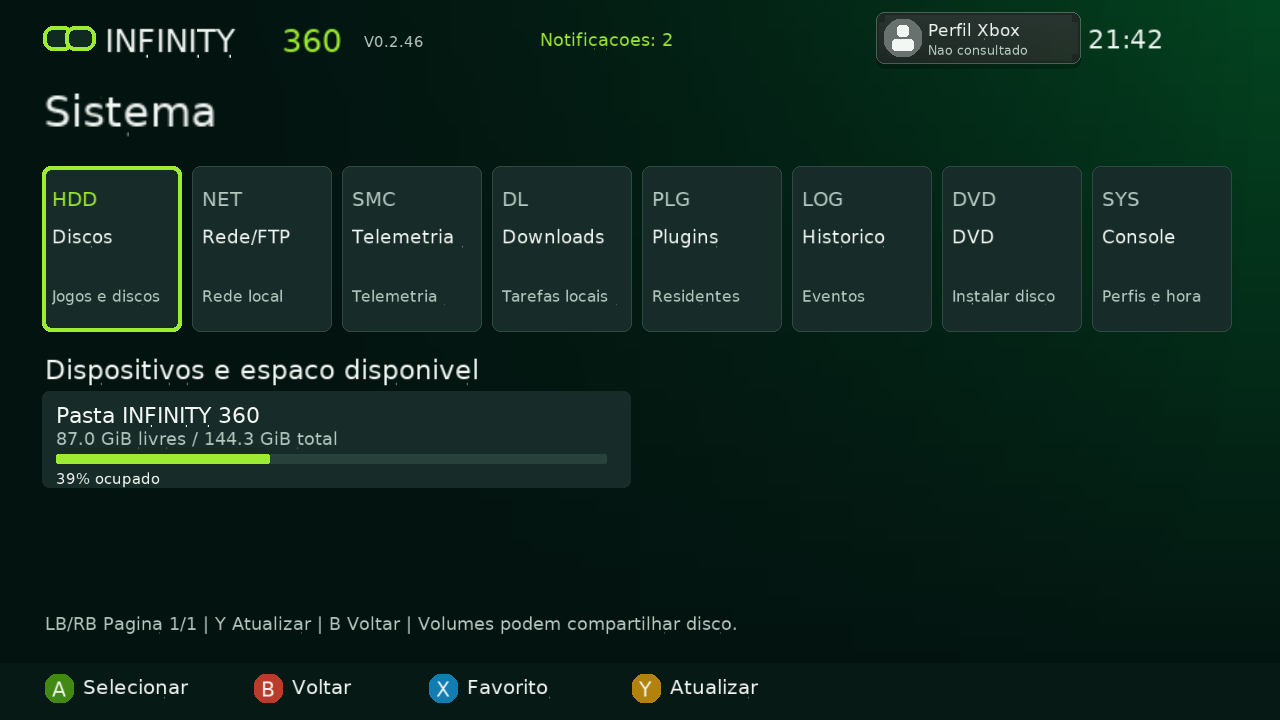 INFINITY 360 V0.2.46 Notificacoes: 2 Perfil Xbox 21:42
Nao consultado
Sistema
HDD NET SMC DL PLG LOG DVD SYS
Discos Rede/FTP Telemetria Downloads Plugins Historico DVD Console
Jogos e discos Rede local Telemetria Tarefas locais Residentes Eventos Instalar disco Perfis e hora
Dispositivos e espaco disponivel
Pasta INFINITY 360
87.0 GiB livres / 144.3 GiB total
39% ocupado
LB/RB Pagina 1/1 | Y Atualizar | B Voltar | Volumes podem compartilhar disco.
A Selecionar B Voltar X Favorito Y Atualizar